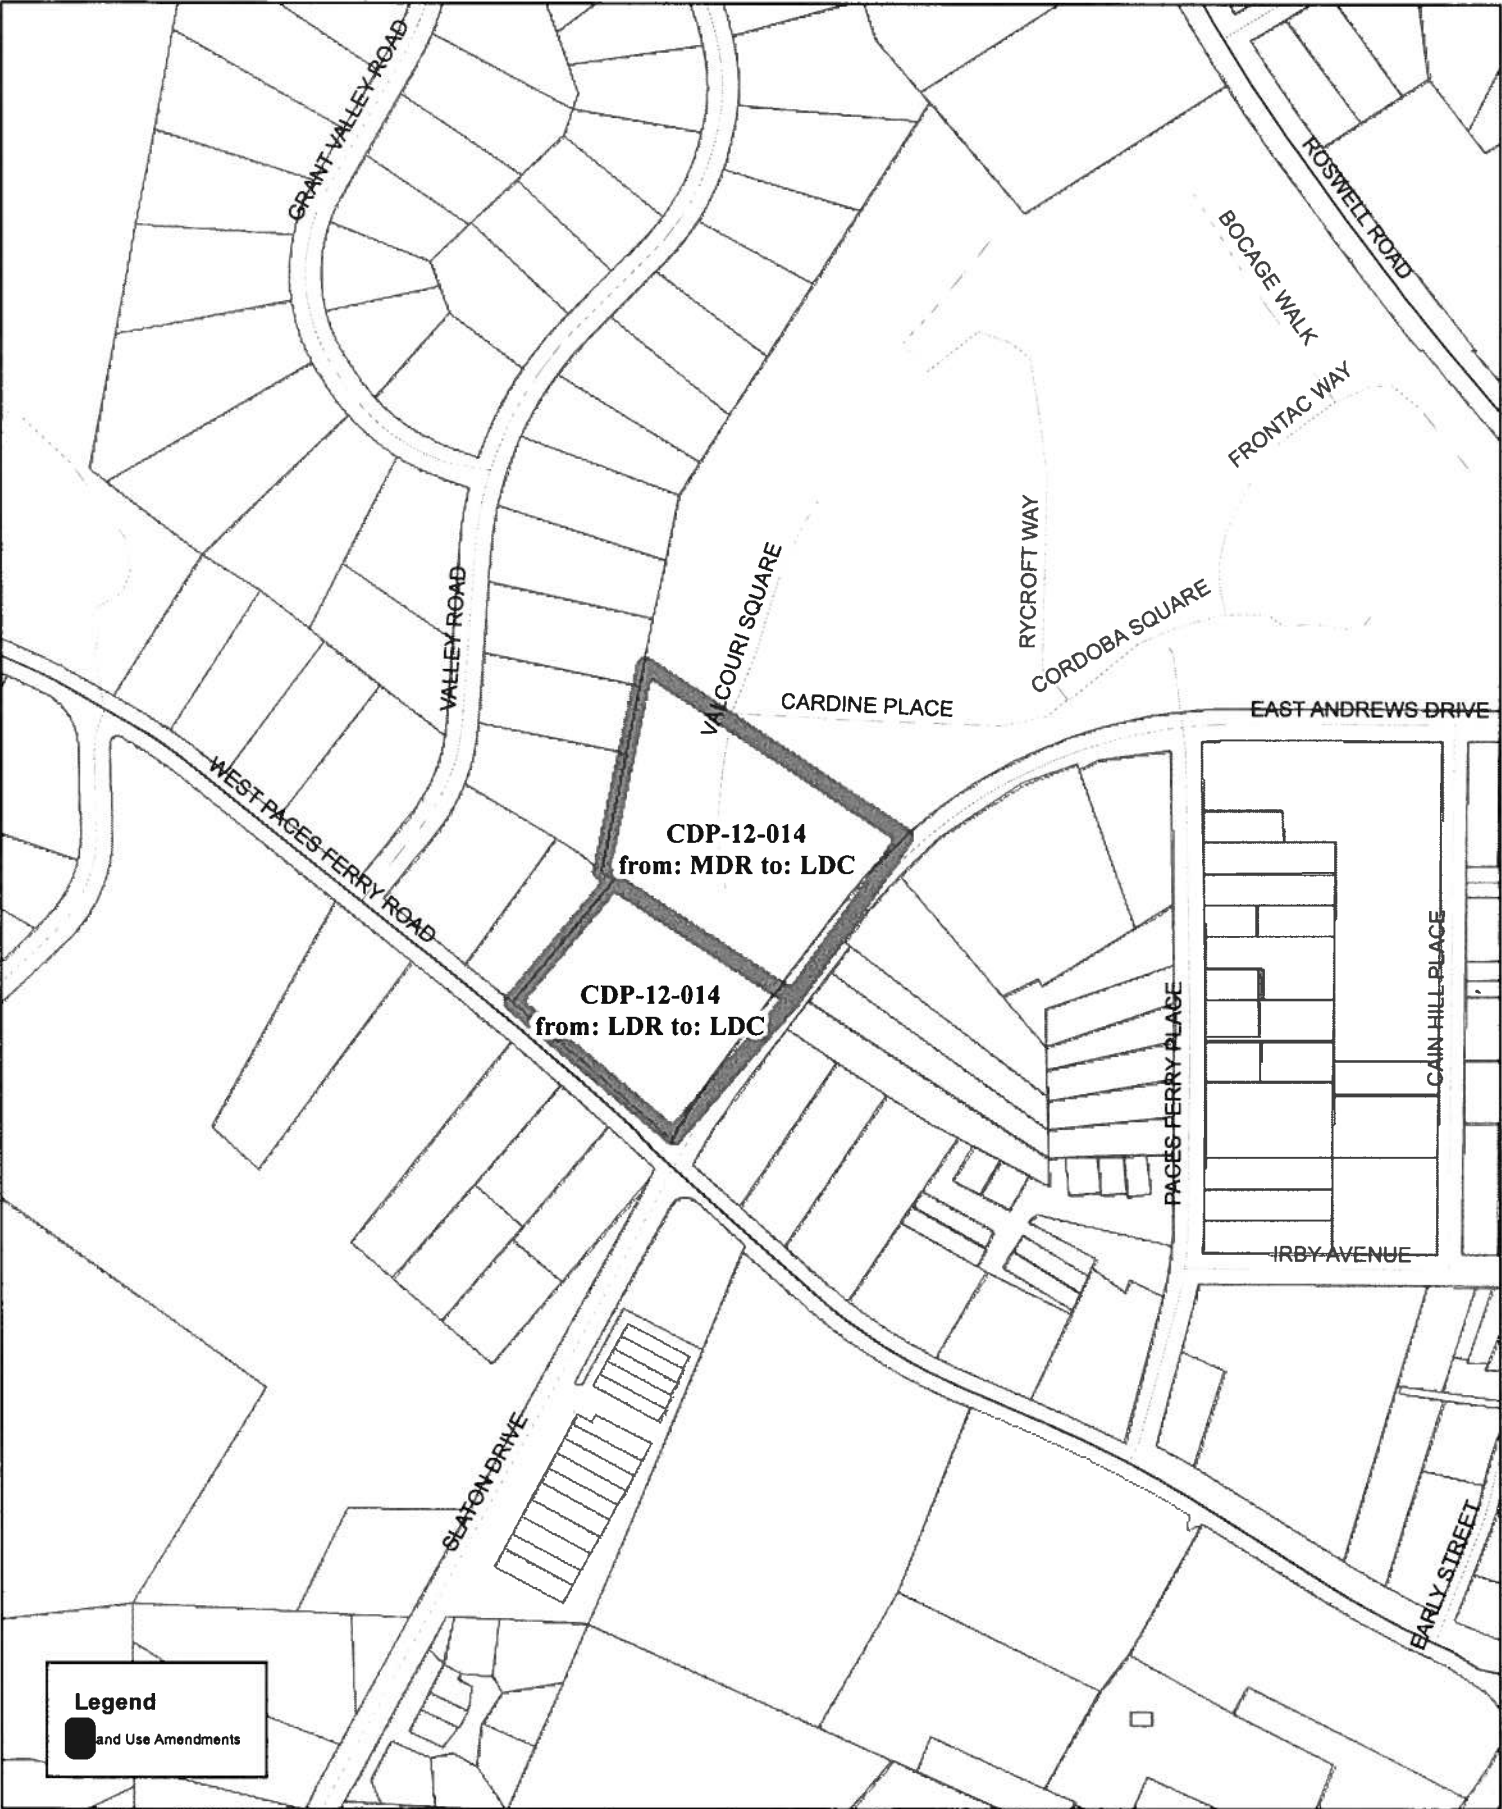 GRANT VALLEY ROAD
ROSWELL ROAD
BOCAGE WALK
FRONTAC WAY
VALLEY ROAD
VALCOURI SQUARE
RYCROFT WAY
CORDOBA SQUARE
CARDINE PLACE
EAST ANDREWS DRIVE
WEST PACES FERRY ROAD
CDP-12-014
from: MDR to: LDC
CDP-12-014
from: LDR to: LDC
PACES FERRY PLACE
CAIN HILL PLACE
IRBY AVENUE
SLATON DRIVE
EARLY STREET
Legend
and Use Amendments